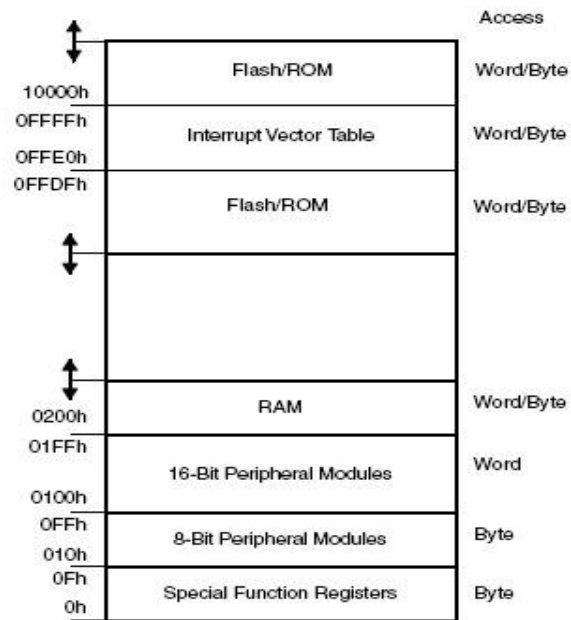 Access
Flash/ROM Word/Byte
10000h
0FFFFh
Interrupt Vector Table Word/Byte
0FFE0h
0FFDFh
Flash/ROM Word/Byte
RAM Word/Byte
0200h
01FFh
16-Bit Peripheral Modules Word
0100h
0FFh
8-Bit Peripheral Modules Byte
010h
0Fh
Special Function Registers Byte
0h